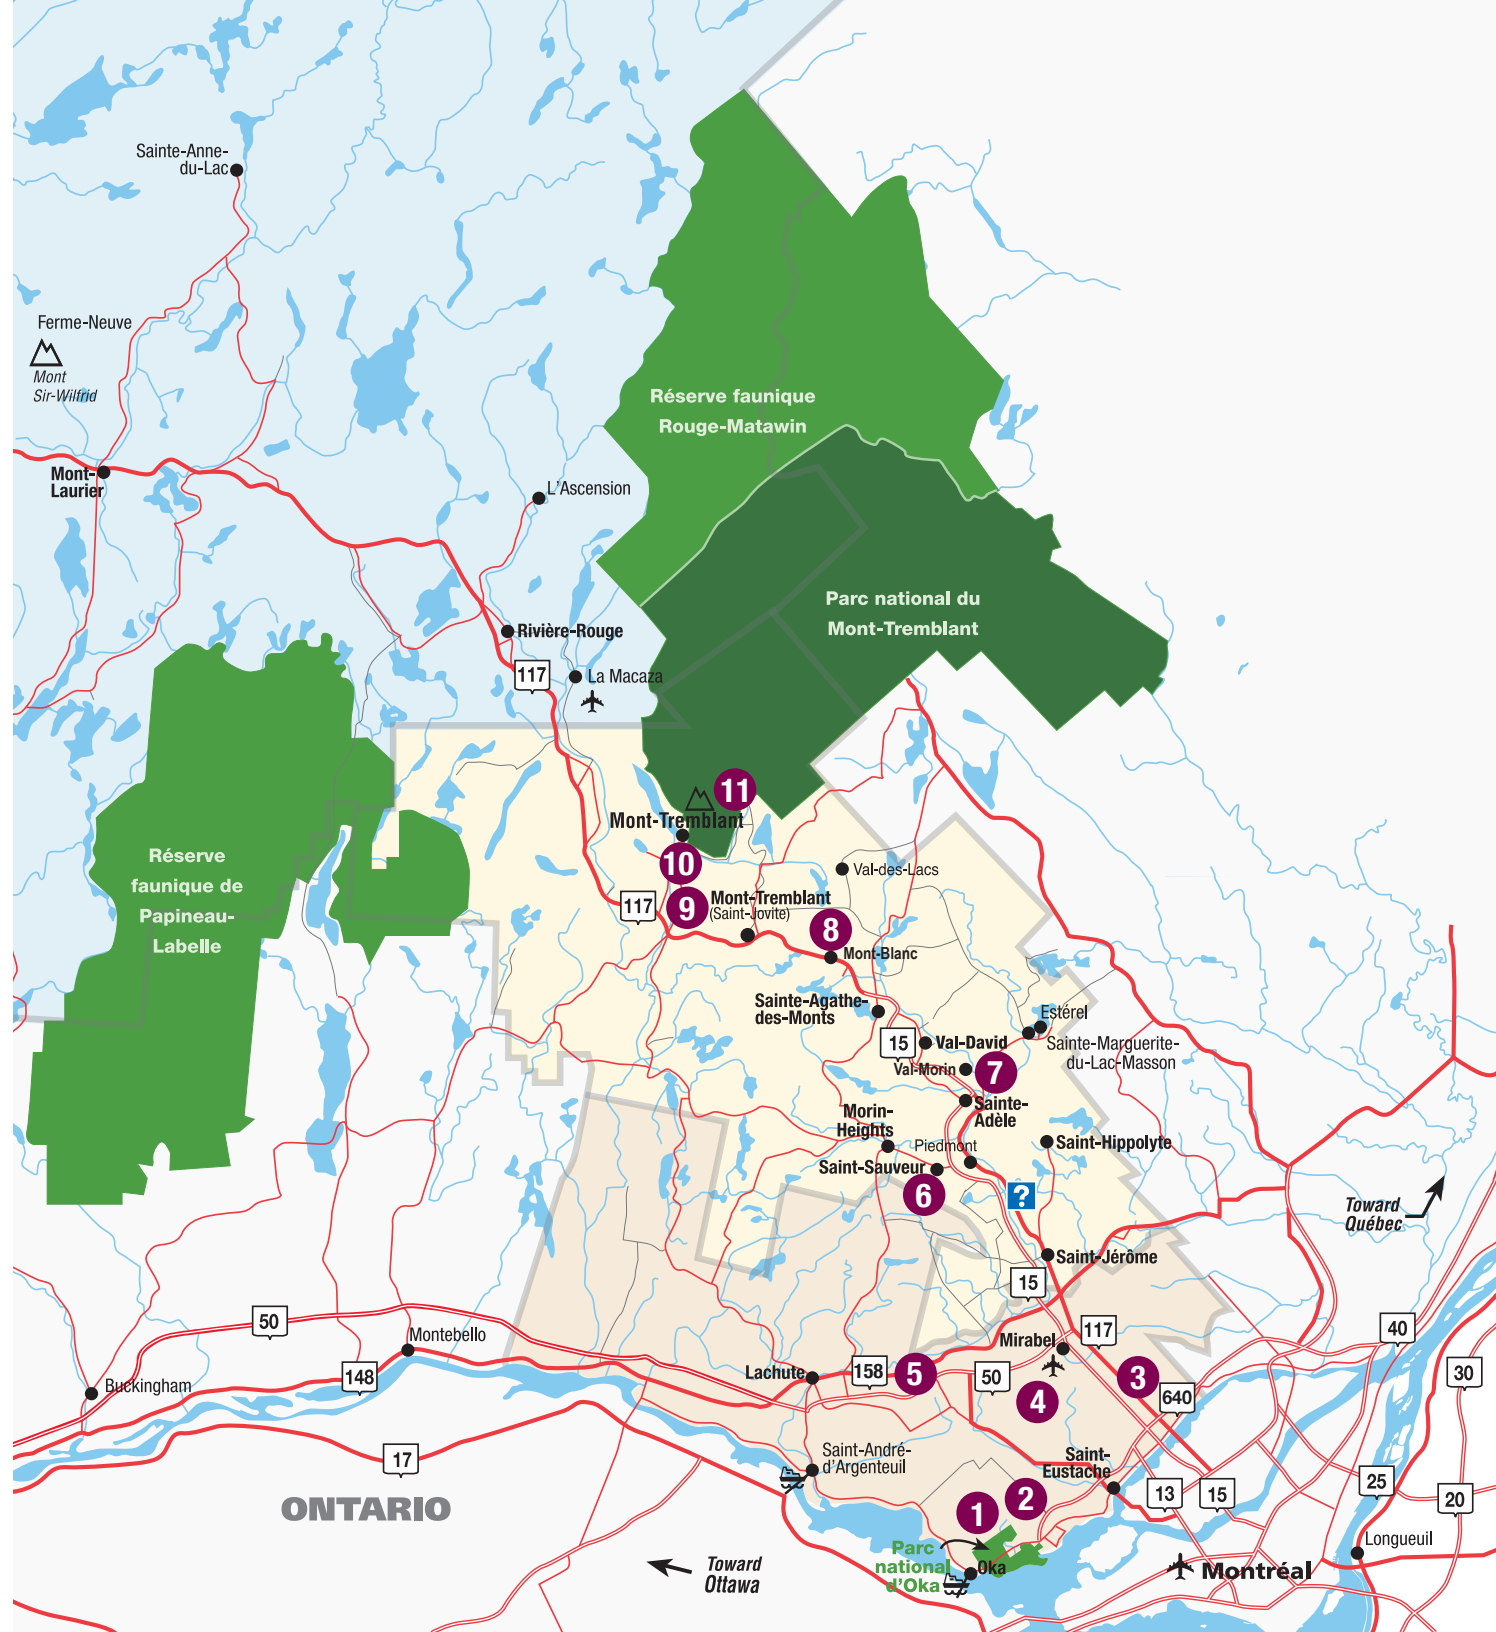 Sainte-Anne-
du-Lac
Ferme-Neuve
Mont
Sir-Wilfrid
Réserve faunique
Rouge-Matawin
Mont-
Laurier
L'Ascension
Parc national du
Mont-Tremblant
Rivière-Rouge
117
La Macaza
11
Mont-Tremblant
Réserve
faunique de
Papineau-
Labelle
10
Val-des-Lacs
117
9
Mont-Tremblant
(Saint-Jovite)
8
Mont-Blanc
Sainte-Agathe-
des-Monts
Estérel
15
Val-David
Sainte-Marguerite-
du-Lac-Masson
Val-Morin
7
Sainte-
Adèle
Morin-
Heights
Piedmont
Saint-Hippolyte
Saint-Sauveur
6
?
Toward
Québec
Saint-Jérôme
15
50
Montebello
Mirabel
117
40
Lachute
158
5
50
3
30
148
Buckingham
4
640
17
Saint-André-
d'Argenteuil
Saint-
Eustache
25
13
15
20
ONTARIO
1
2
Parc
national
d'Oka
Oka
Longueuil
Toward
Ottawa
Montréal